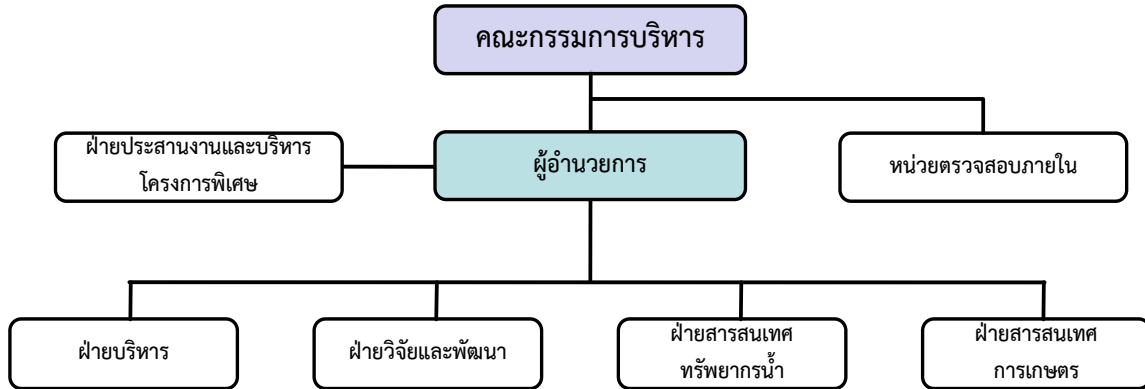 คณะกรรมการบริหาร
ฝ่ายประสานงานและบริหาร
โครงการพิเศษ
ผู้อำนวยการ
หน่วยตรวจสอบภายใน
ฝ่ายบริหาร
ฝ่ายวิจัยและพัฒนา
ฝ่ายสารสนเทศ
ทรัพยากรน้ำ
ฝ่ายสารสนเทศ
การเกษตร